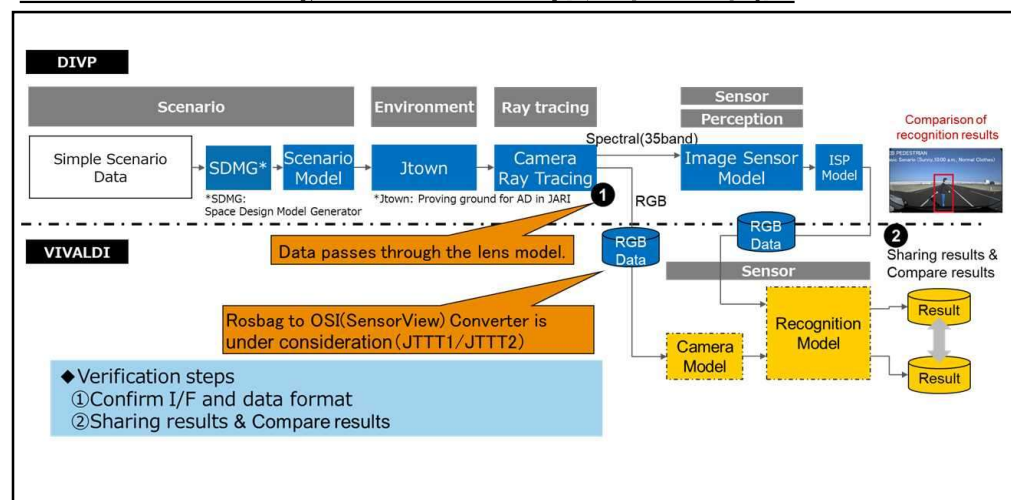 DIVP
Scenario
Environment
Ray tracing
Sensor
Perception
Comparison of
recognition results
Simple Scenario
Data
SDMG*
Scenario
Model
Jtown
Camera
Ray Tracing
Spectral(35band)
Image Sensor
Model
ISP
Model
*SDMG:
Space Design Model Generator
*Jtown: Proving ground for AD in JARI
❶
RGB
VIVALDI
Data passes through the lens model.
RGB
Data
RGB
Data
❷
Sharing results &
Compare results
Sensor
Rosbag to OSI(SensorView) Converter is
under consideration(JTTT1/JTTT2)
Camera
Model
Recognition
Model
Result
Result
◆Verification steps
①Confirm I/F and data format
②Sharing results & Compare results